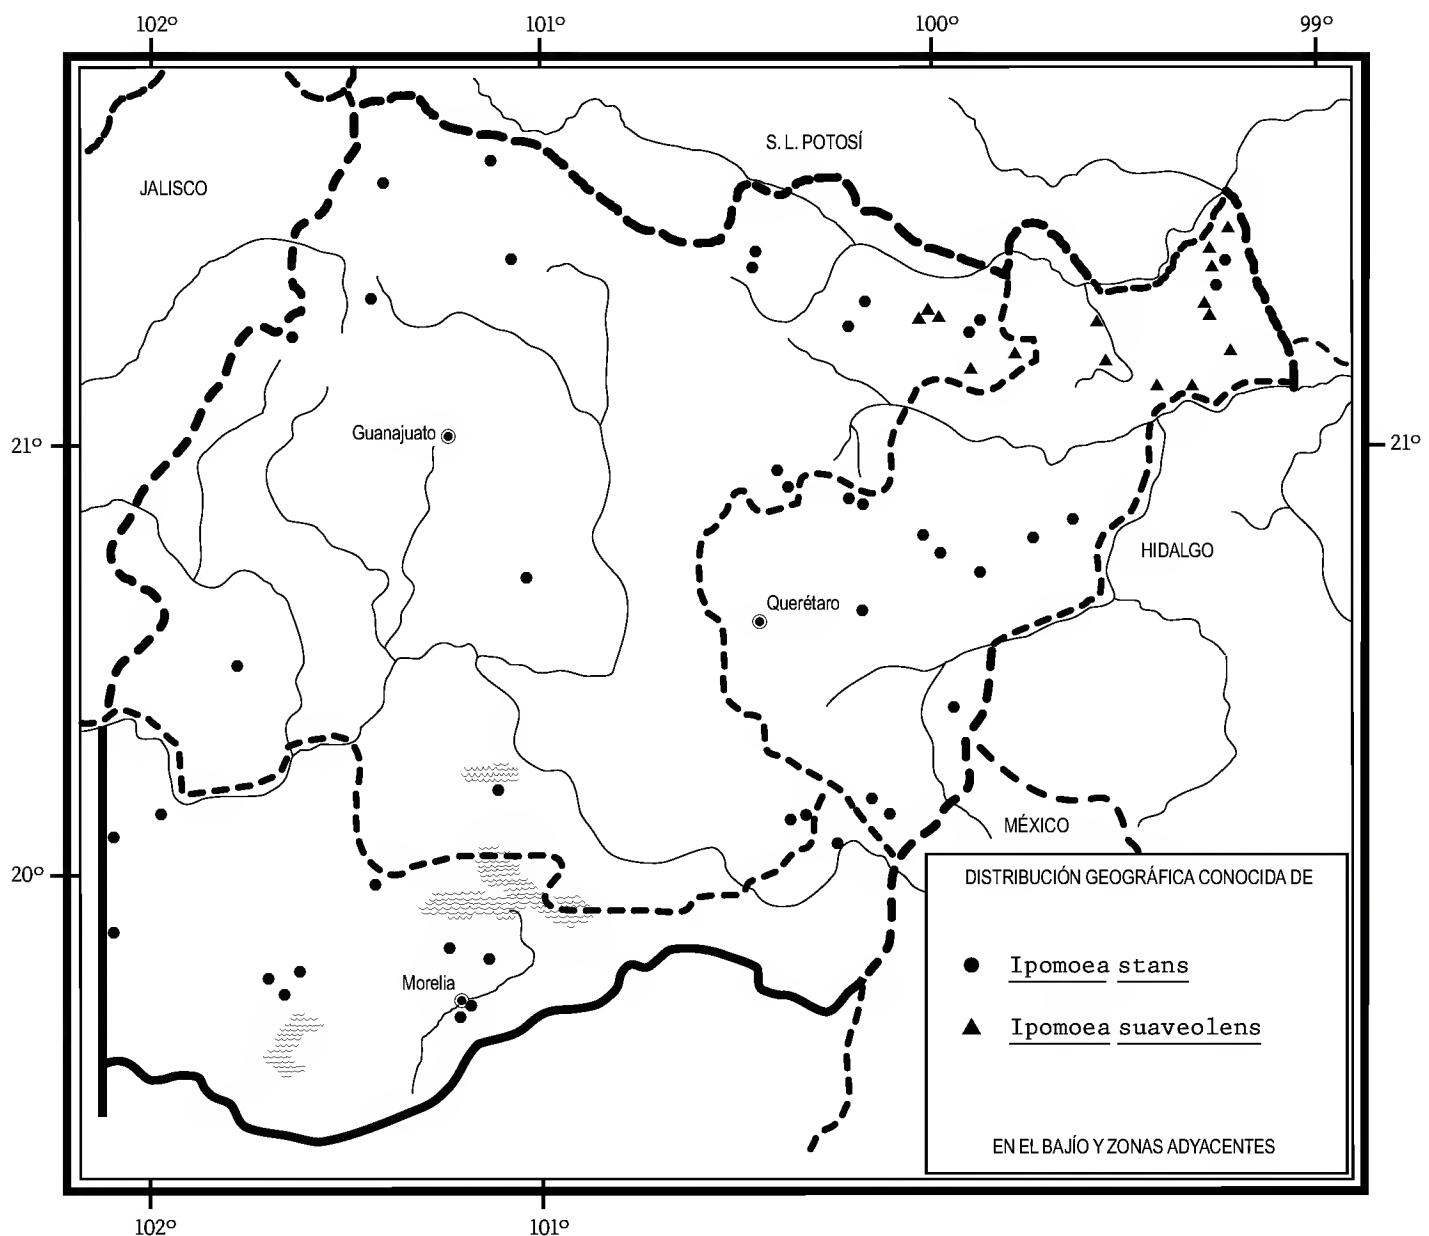 102º 101º 100º 99º
S. L. POTOSÍ
JALISCO
Guanajuato
21º 21º
HIDALGO
Querétaro
MÉXICO
20º
DISTRIBUCIÓN GEOGRÁFICA CONOCIDA DE
Ipomoea stans
Morelia
Ipomoea suaveolens
EN EL BAJÍO Y ZONAS ADYACENTES
102º 101º